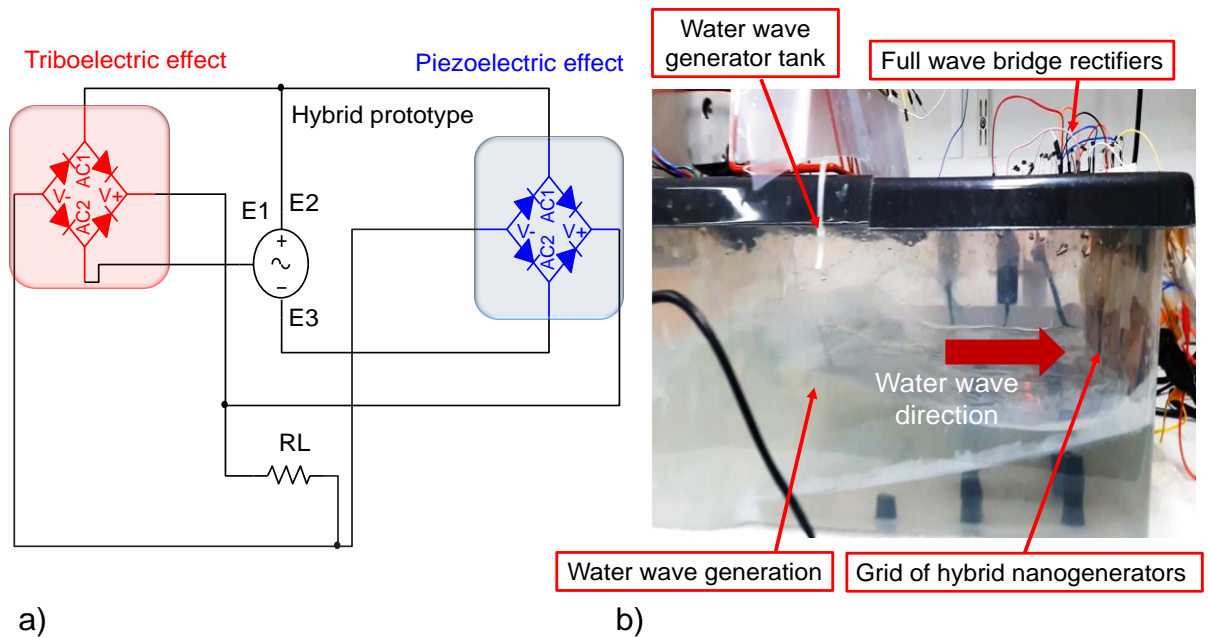 Triboelectric effect
Piezoelectric effect
Hybrid prototype
AC1
V-
V+
AC2
AC1
V-
V+
AC2
E1
E2
+
−
E3
RL
a)
Water wave
generator tank
Full wave bridge rectifiers
Water wave
direction
Water wave generation
Grid of hybrid nanogenerators
b)